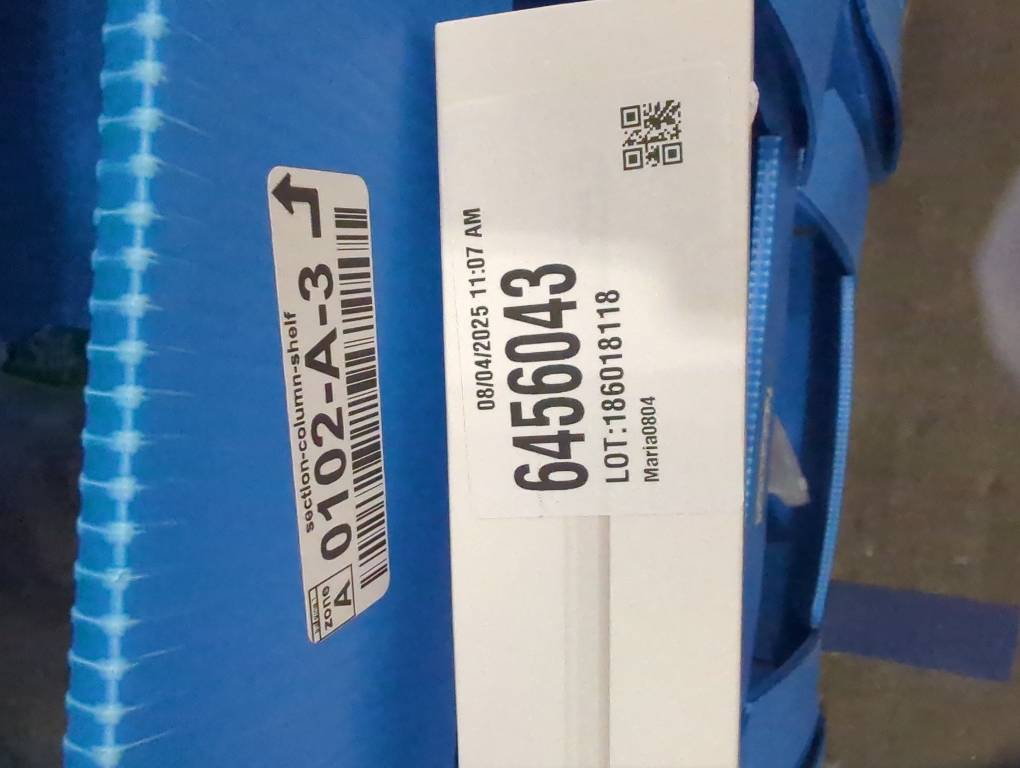 section-column-shelf
zone
A
0102-A-3
08/04/2025 11:07 AM
6456043
LOT:186018118
Maria0804